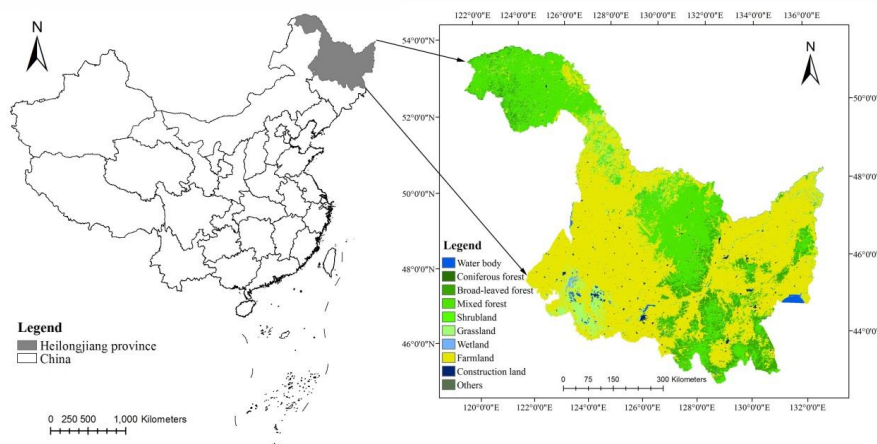 N
Legend
Heilongjiang province
China
0 250 500 1,000 Kilometers
122°0'0"E 124°0'0"E 126°0'0"E 128°0'0"E 130°0'0"E 132°0'0"E 134°0'0"E 136°0'0"E
54°0'0"N
52°0'0"N
50°0'0"N
48°0'0"N
46°0'0"N
N
50°0'0"N
48°0'0"N
46°0'0"N
44°0'0"N
Legend
Water body
Coniferous forest
Broad-leaved forest
Mixed forest
Shrubland
Grassland
Wetland
Farmland
Construction land
Others
0 75 150 300 Kilometers
120°0'0"E 122°0'0"E 124°0'0"E 126°0'0"E 128°0'0"E 130°0'0"E 132°0'0"E